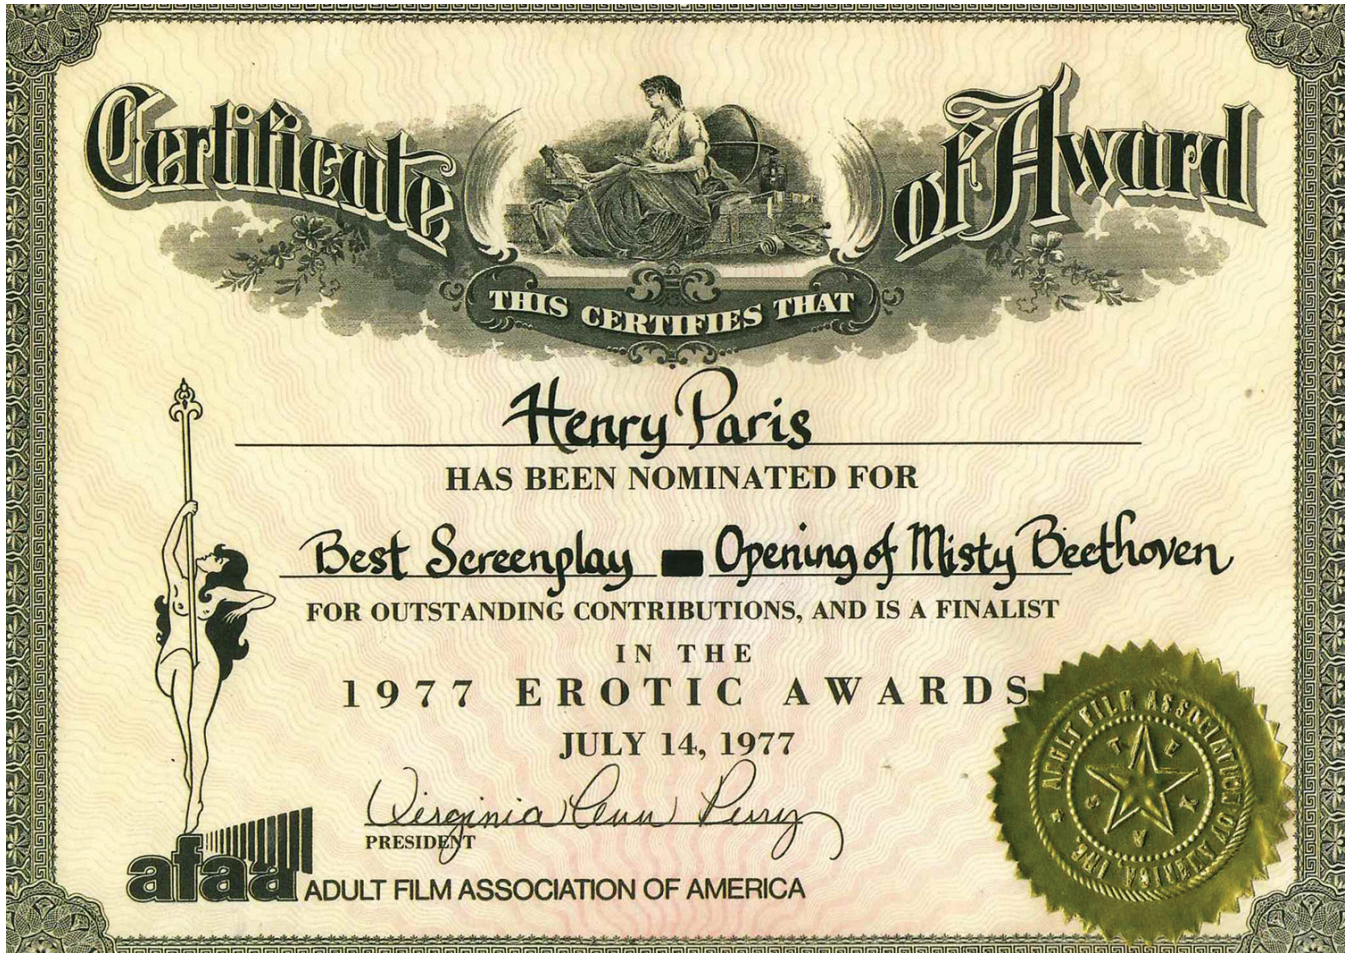 Certificate of Award
THIS CERTIFIES THAT
Henry Paris
HAS BEEN NOMINATED FOR
Best Screenplay Opening of Misty Beethoven
FOR OUTSTANDING CONTRIBUTIONS, AND IS A FINALIST
IN THE
1977 EROTIC AWARDS
JULY 14, 1977
Virginia Ann Perry
PRESIDENT
afaa ADULT FILM ASSOCIATION OF AMERICA
ADULT FILM ASSOCIATION OF AMERICA INC.
TEXAS